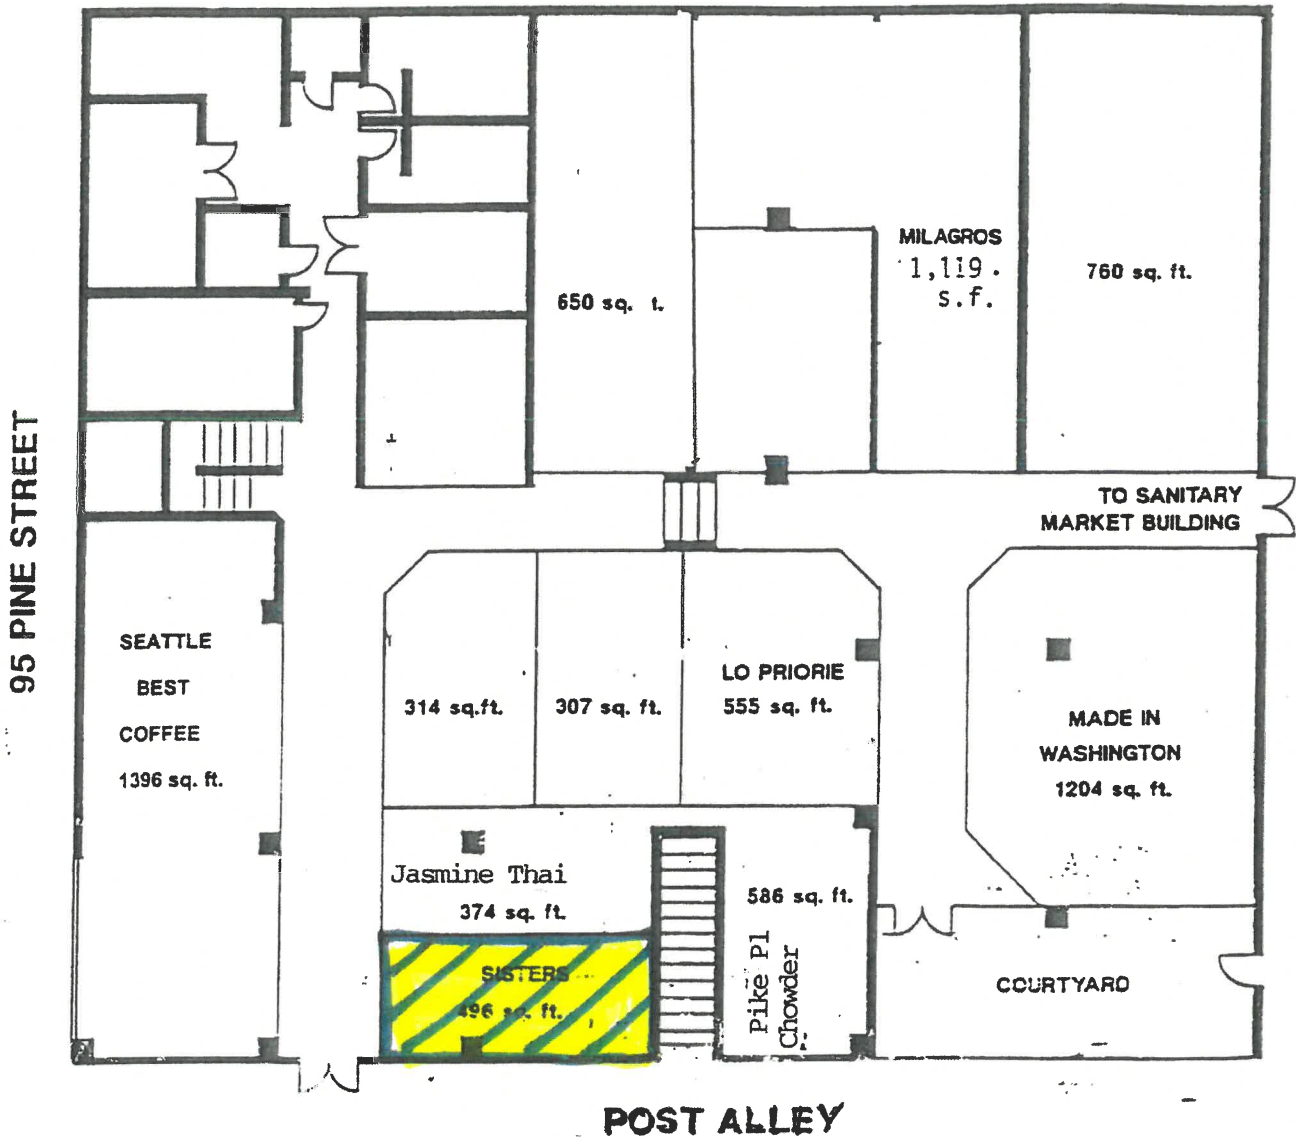 MILAGROS
1,119
s.f.
760 sq. ft.
650 sq. t.
TO SANITARY
MARKET BUILDING
95 PINE STREET
SEATTLE
BEST
COFFEE
1396 sq. ft.
314 sq.ft.
307 sq. ft.
LO PRIORIE
555 sq. ft.
MADE IN
WASHINGTON
1204 sq. ft.
Jasmine Thai
374 sq. ft.
586 sq. ft.
Pike Pl
Chowder
SISTERS
496 sq. ft.
COURTYARD
POST ALLEY